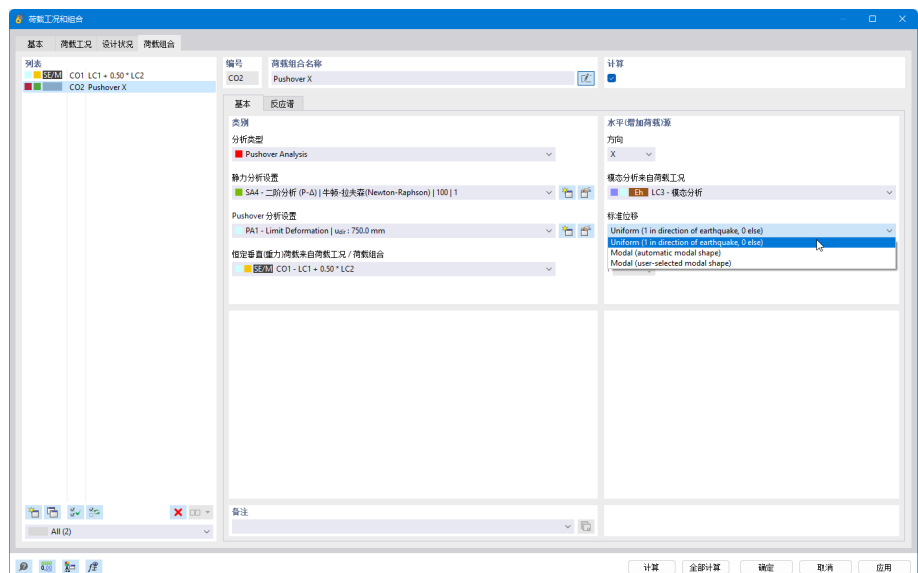 荷载工况和组合
基本 荷载工况 设计状况 荷载组合
列表
SE/M CO1 LC1 + 0.50 * LC2
CO2 Pushover X
All (2)
编号 荷载组合名称
CO2 Pushover X
计算
基本 反应谱
类别
分析类型
Pushover Analysis
静力分析设置
SA4 - 二阶分析 (P-Δ) | 牛顿-拉夫森(Newton-Raphson) | 100 | 1
Pushover 分析设置
PA1 - Limit Deformation | udir : 750.0 mm
恒定垂直(重力)荷载来自荷载工况 / 荷载组合
SE/M CO1 - LC1 + 0.50 * LC2
水平(增加荷载)源
方向
X
模态分析来自荷载工况
Eh LC3 - 模态分析
标准位移
Uniform (1 in direction of earthquake, 0 else)
Uniform (1 in direction of earthquake, 0 else)
Modal (automatic modal shape)
Modal (user-selected modal shape)
备注
计算 全部计算 确定 取消 应用